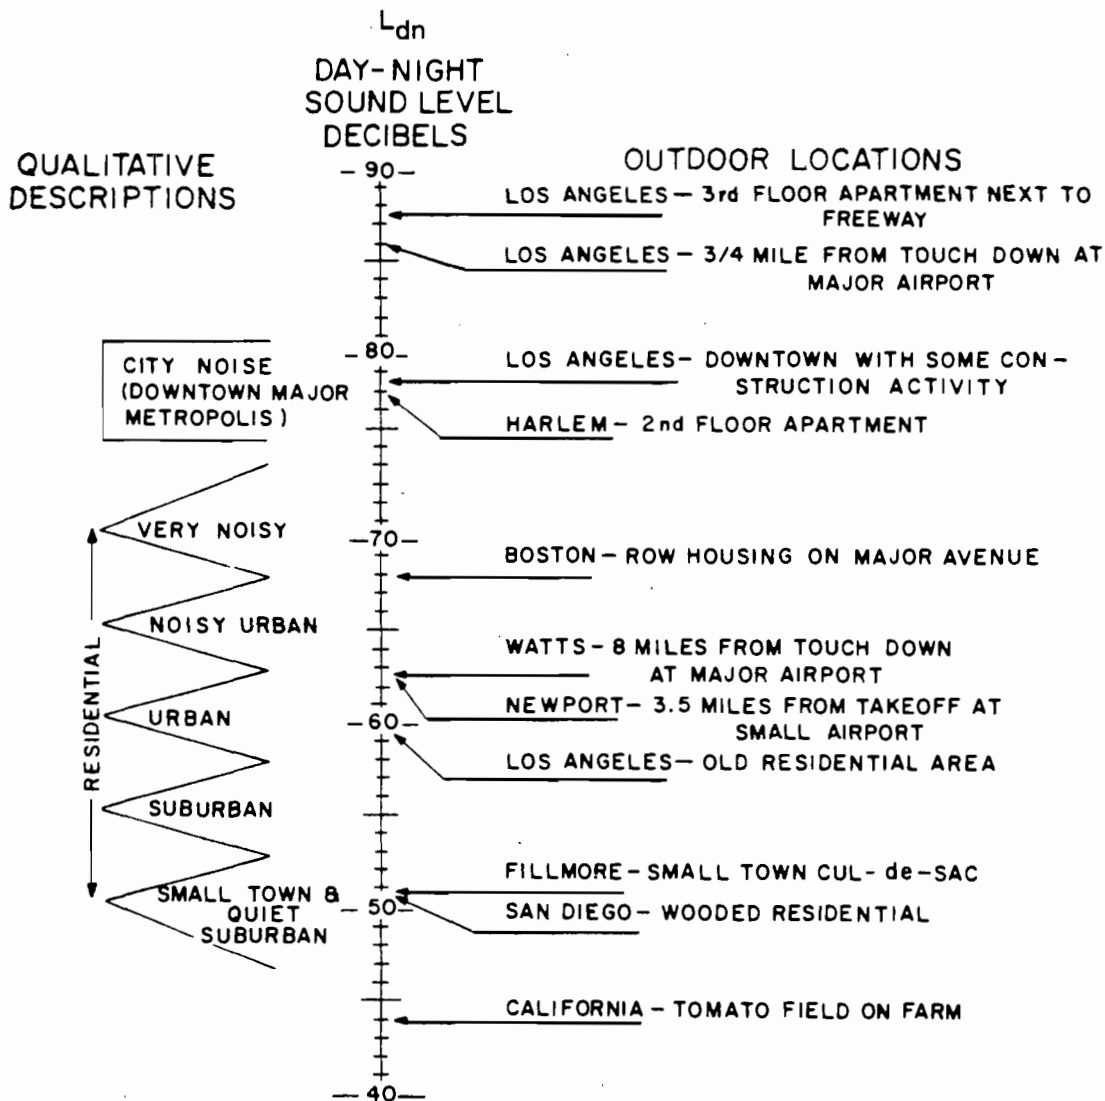 Ldn
DAY-NIGHT
SOUND LEVEL
DECIBELS
QUALITATIVE
DESCRIPTIONS
OUTDOOR LOCATIONS
-90-
LOS ANGELES - 3rd FLOOR APARTMENT NEXT TO
FREEWAY
LOS ANGELES - 3/4 MILE FROM TOUCH DOWN AT
MAJOR AIRPORT
-80-
CITY NOISE
(DOWNTOWN MAJOR
METROPOLIS)
LOS ANGELES - DOWNTOWN WITH SOME CON-
STRUCTION ACTIVITY
HARLEM - 2nd FLOOR APARTMENT
VERY NOISY
-70-
BOSTON - ROW HOUSING ON MAJOR AVENUE
NOISY URBAN
WATTS - 8 MILES FROM TOUCH DOWN
AT MAJOR AIRPORT
RESIDENTIAL
URBAN
NEWPORT - 3.5 MILES FROM TAKEOFF AT
SMALL AIRPORT
-60-
LOS ANGELES - OLD RESIDENTIAL AREA
SUBURBAN
FILLMORE - SMALL TOWN CUL-de-SAC
SMALL TOWN &
QUIET
SUBURBAN
-50-
SAN DIEGO - WOODED RESIDENTIAL
CALIFORNIA - TOMATO FIELD ON FARM
-40-